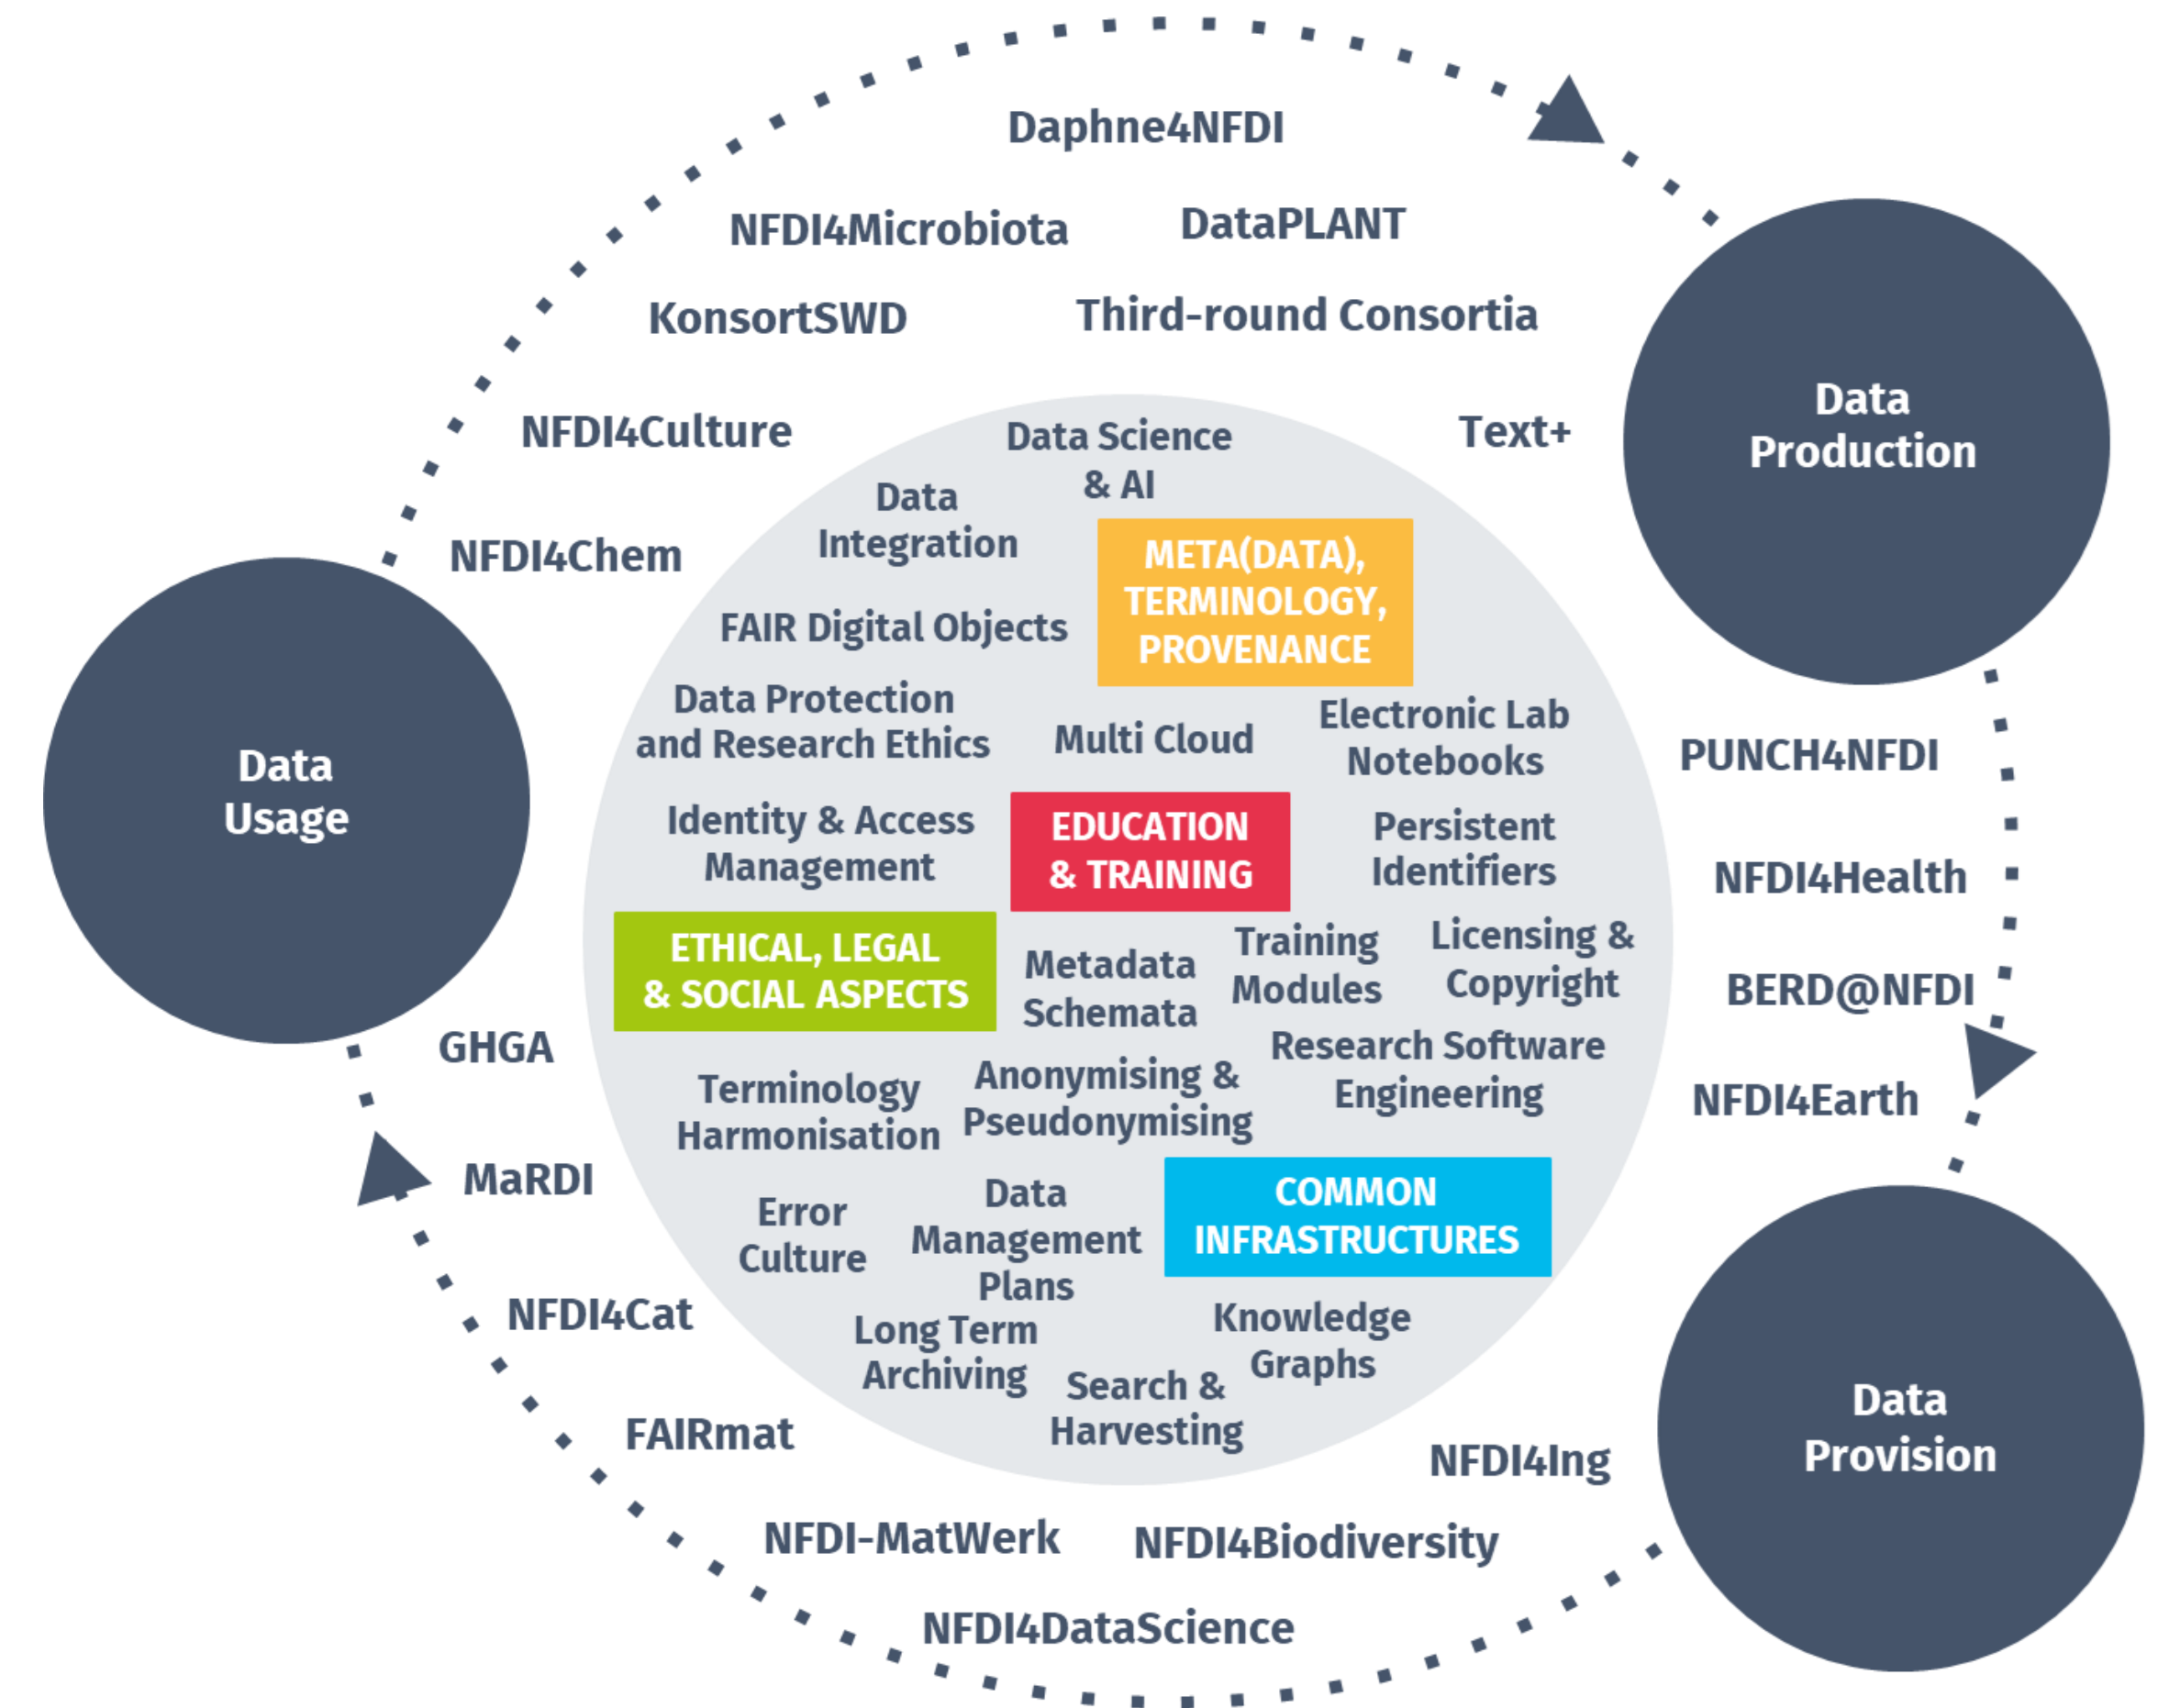 Daphne4NFDI
NFDI4Microbiota
DataPLANT
KonsortSWD
Third-round Consortia
NFDI4Culture
Text+
NFDI4Chem
Data
Production
Data
Usage
PUNCH4NFDI
NFDI4Health
BERD@NFDI
NFDI4Earth
Data
Provision
GHGA
MaRDI
NFDI4Cat
FAIRmat
NFDI-MatWerk
NFDI4Biodiversity
NFDI4Ing
NFDI4DataScience
Data Science
& AI
Data
Integration
META(DATA),
TERMINOLOGY,
PROVENANCE
FAIR Digital Objects
Data Protection
and Research Ethics
Multi Cloud
Electronic Lab
Notebooks
Identity & Access
Management
EDUCATION
& TRAINING
Persistent
Identifiers
ETHICAL, LEGAL
& SOCIAL ASPECTS
Metadata
Schemata
Training
Modules
Licensing &
Copyright
Research Software
Engineering
Terminology
Harmonisation
Anonymising &
Pseudonymising
Error
Culture
Data
Management
Plans
COMMON
INFRASTRUCTURES
Long Term
Archiving
Search &
Harvesting
Knowledge
Graphs